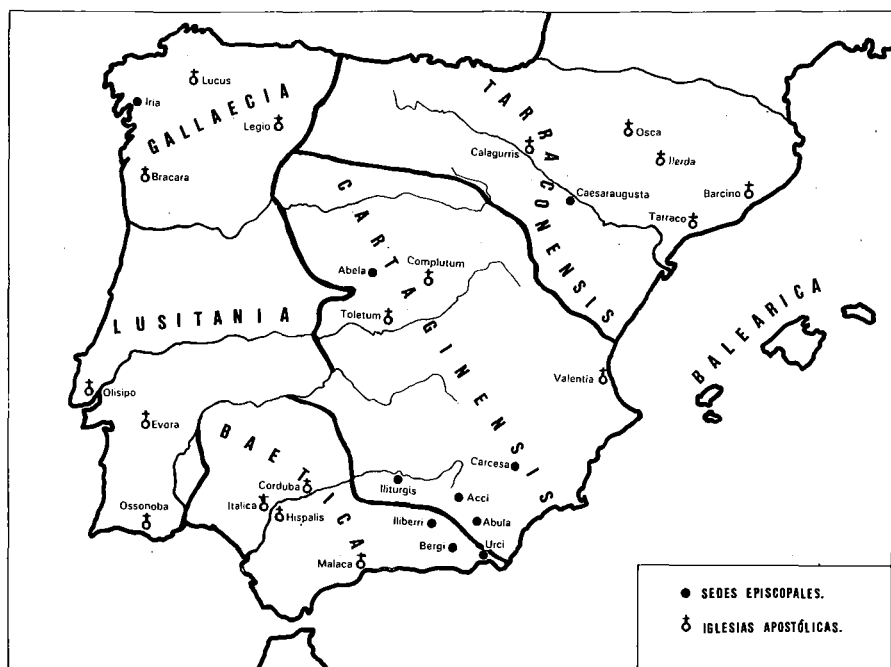 Lucus
Iria
GALLAECIA
Legio
Bracara
TARRACONENSIS
Osca
Calagurris
Ilerda
Caesaraugusta
Barcino
Tarraco
CARTAGINENSIS
Abela
Complutum
Toletum
LUSITANIA
BALEARICA
Valentia
Olisipo
Evora
BAETICA
Carcesa
Corduba
Iliturgis
Acci
Italica
Hispalis
Ossonoba
Iliberri
Abula
Bergi
Urci
Malaca
SEDES EPISCOPALES.
IGLESIAS APOSTÓLICAS.